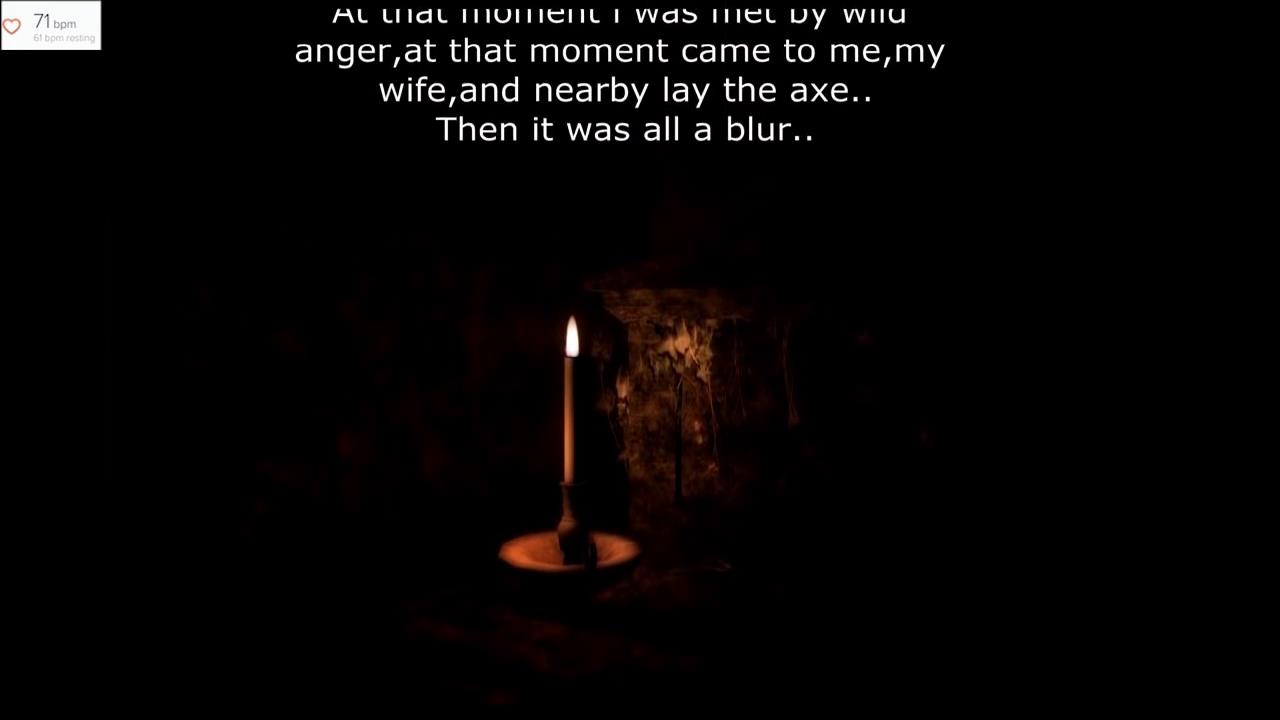 71 bpm
61 bpm resting
At that moment I was met by wild
anger,at that moment came to me,my
wife,and nearby lay the axe..
Then it was all a blur..